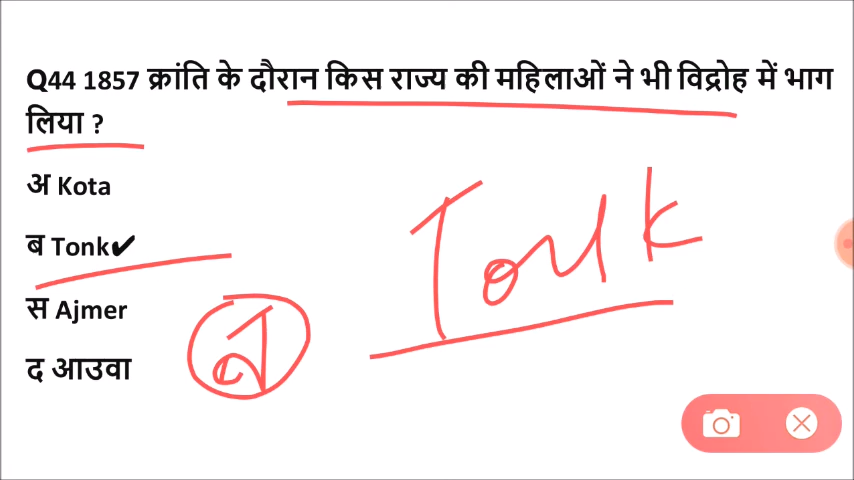 Q44 1857 क्रांति के दौरान किस राज्य की महिलाओं ने भी विद्रोह में भाग
लिया ?
अ Kota
ब Tonk✔
Tonk
स Ajmer
ब
द आउवा